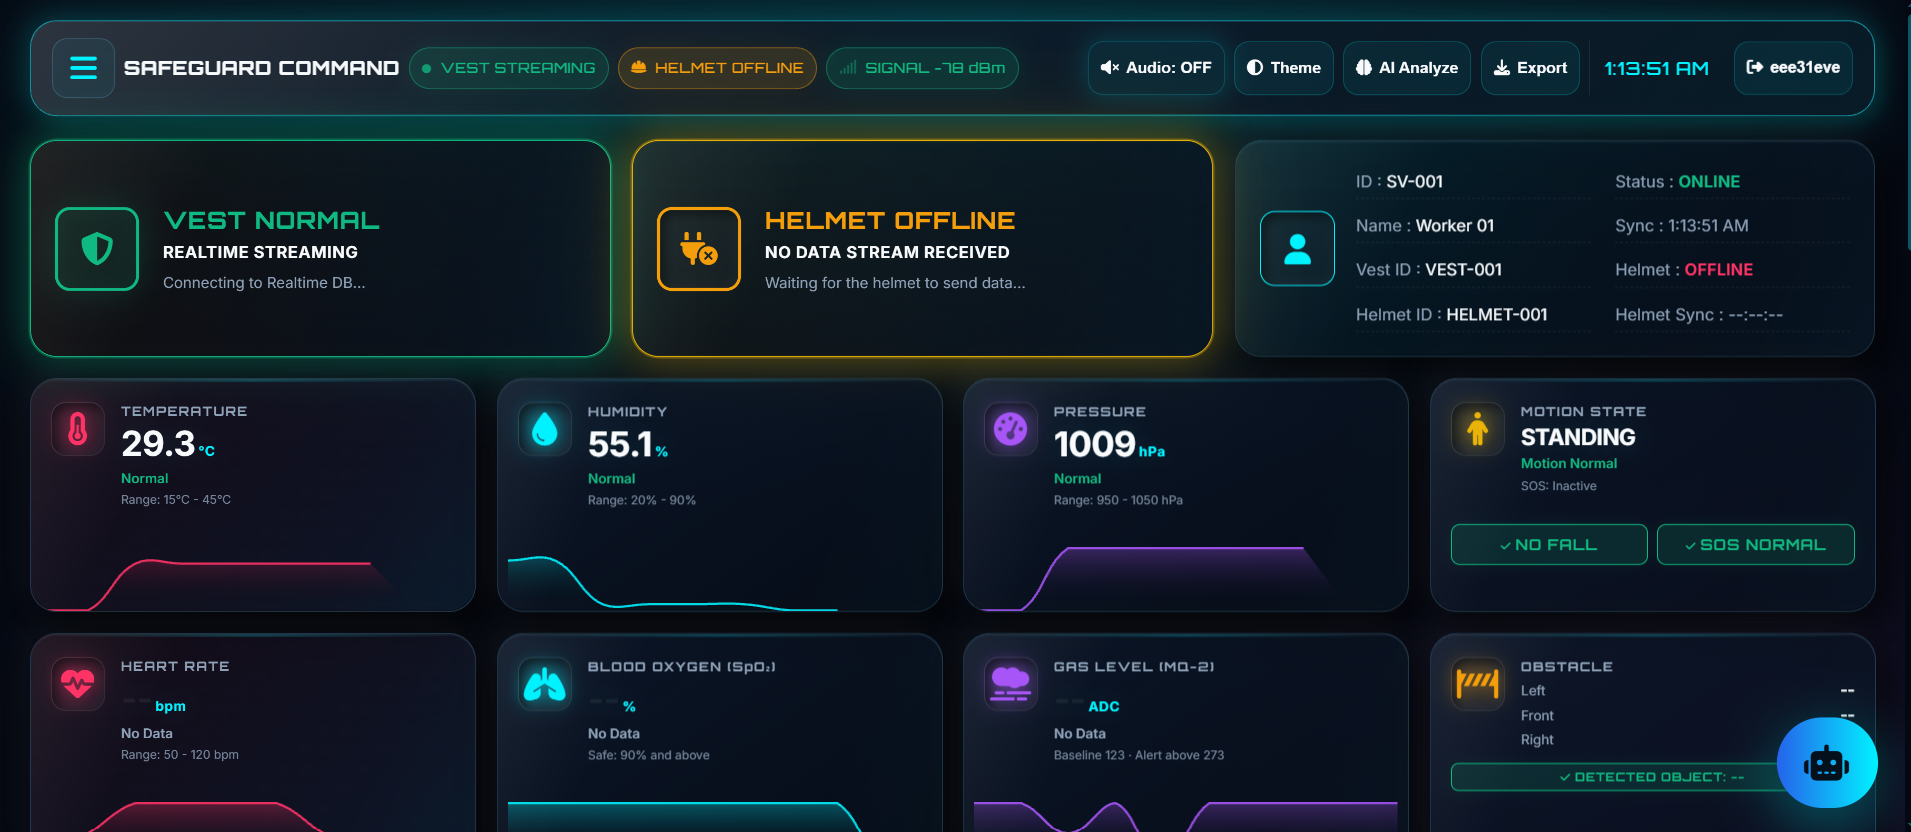 SAFEGUARD COMMAND
VEST STREAMING
HELMET OFFLINE
SIGNAL -78 dBm
Audio: OFF
Theme
AI Analyze
Export
1:13:51 AM
eee31eve
VEST NORMAL
REALTIME STREAMING
Connecting to Realtime DB...
HELMET OFFLINE
NO DATA STREAM RECEIVED
Waiting for the helmet to send data...
ID : SV-001
Status : ONLINE
Name : Worker 01
Sync : 1:13:51 AM
Vest ID : VEST-001
Helmet : OFFLINE
Helmet ID : HELMET-001
Helmet Sync : --:--:--
TEMPERATURE
29.3 °C
Normal
Range: 15°C - 45°C
HUMIDITY
55.1 %
Normal
Range: 20% - 90%
PRESSURE
1009 hPa
Normal
Range: 950 - 1050 hPa
MOTION STATE
STANDING
Motion Normal
SOS: Inactive
✓ NO FALL
✓ SOS NORMAL
HEART RATE
-- bpm
No Data
Range: 50 - 120 bpm
BLOOD OXYGEN (SpO₂)
-- %
No Data
Safe: 90% and above
GAS LEVEL (MQ-2)
-- ADC
No Data
Baseline 123 · Alert above 273
OBSTACLE
Left --
Front --
Right
✓ DETECTED OBJECT: --